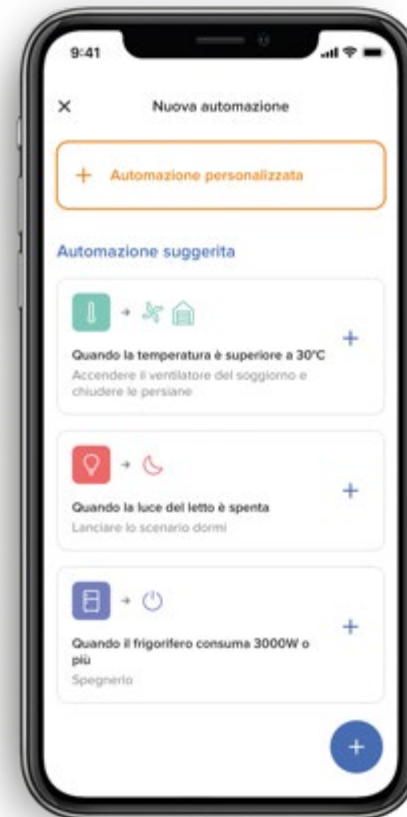 9:41
Nuova automazione
Automazione personalizzata
Automazione suggerita
Quando la temperatura è superiore a 30°C
Accendere il ventilatore del soggiorno e
chiudere le persiane
Quando la luce del letto è spenta
Lanciare lo scenario dormi
Quando il frigorifero consuma 3000W o
più
Spegnerlo